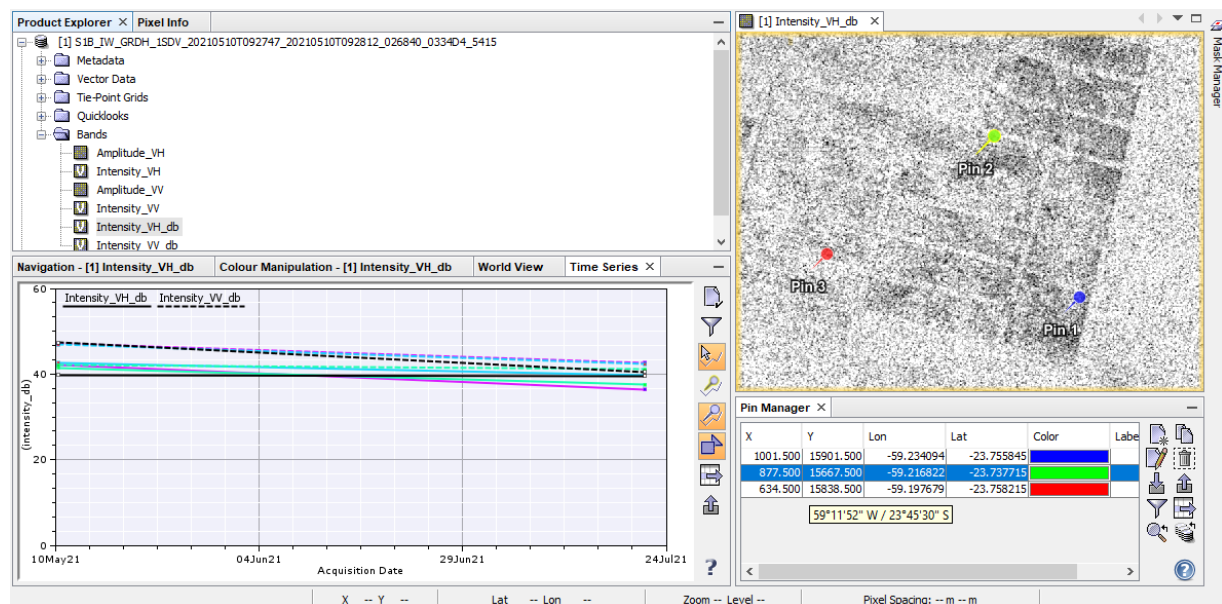 Product Explorer × Pixel Info
[1] S1B_IW_GRDH_1SDV_20210510T092747_20210510T092812_026840_0334D4_5415
Metadata
Vector Data
Tie-Point Grids
Quicklooks
Bands
Amplitude_VH
Intensity_VH
Amplitude_VV
Intensity_VV
Intensity_VH_db
Intensity_VV_db
[1] Intensity_VH_db ×
Mask Manager
Pin 2
Pin 3
Pin 1
Navigation - [1] Intensity_VH_db Colour Manipulation - [1] Intensity_VH_db World View Time Series ×
Intensity_VH_db Intensity_VV_db
60
40
20
0
(intensity_db)
10May21 04Jun21 29Jun21 24Jul21
Acquisition Date
?
Pin Manager ×
X Y Lon Lat Color Labe
1001.500 15901.500 -59.234094 -23.755845
877.500 15667.500 -59.216822 -23.737715
634.500 15838.500 -59.197679 -23.758215
59°11'52" W / 23°45'30" S
?
X -- Y -- Lat -- Lon -- Zoom -- Level -- Pixel Spacing: -- m -- m